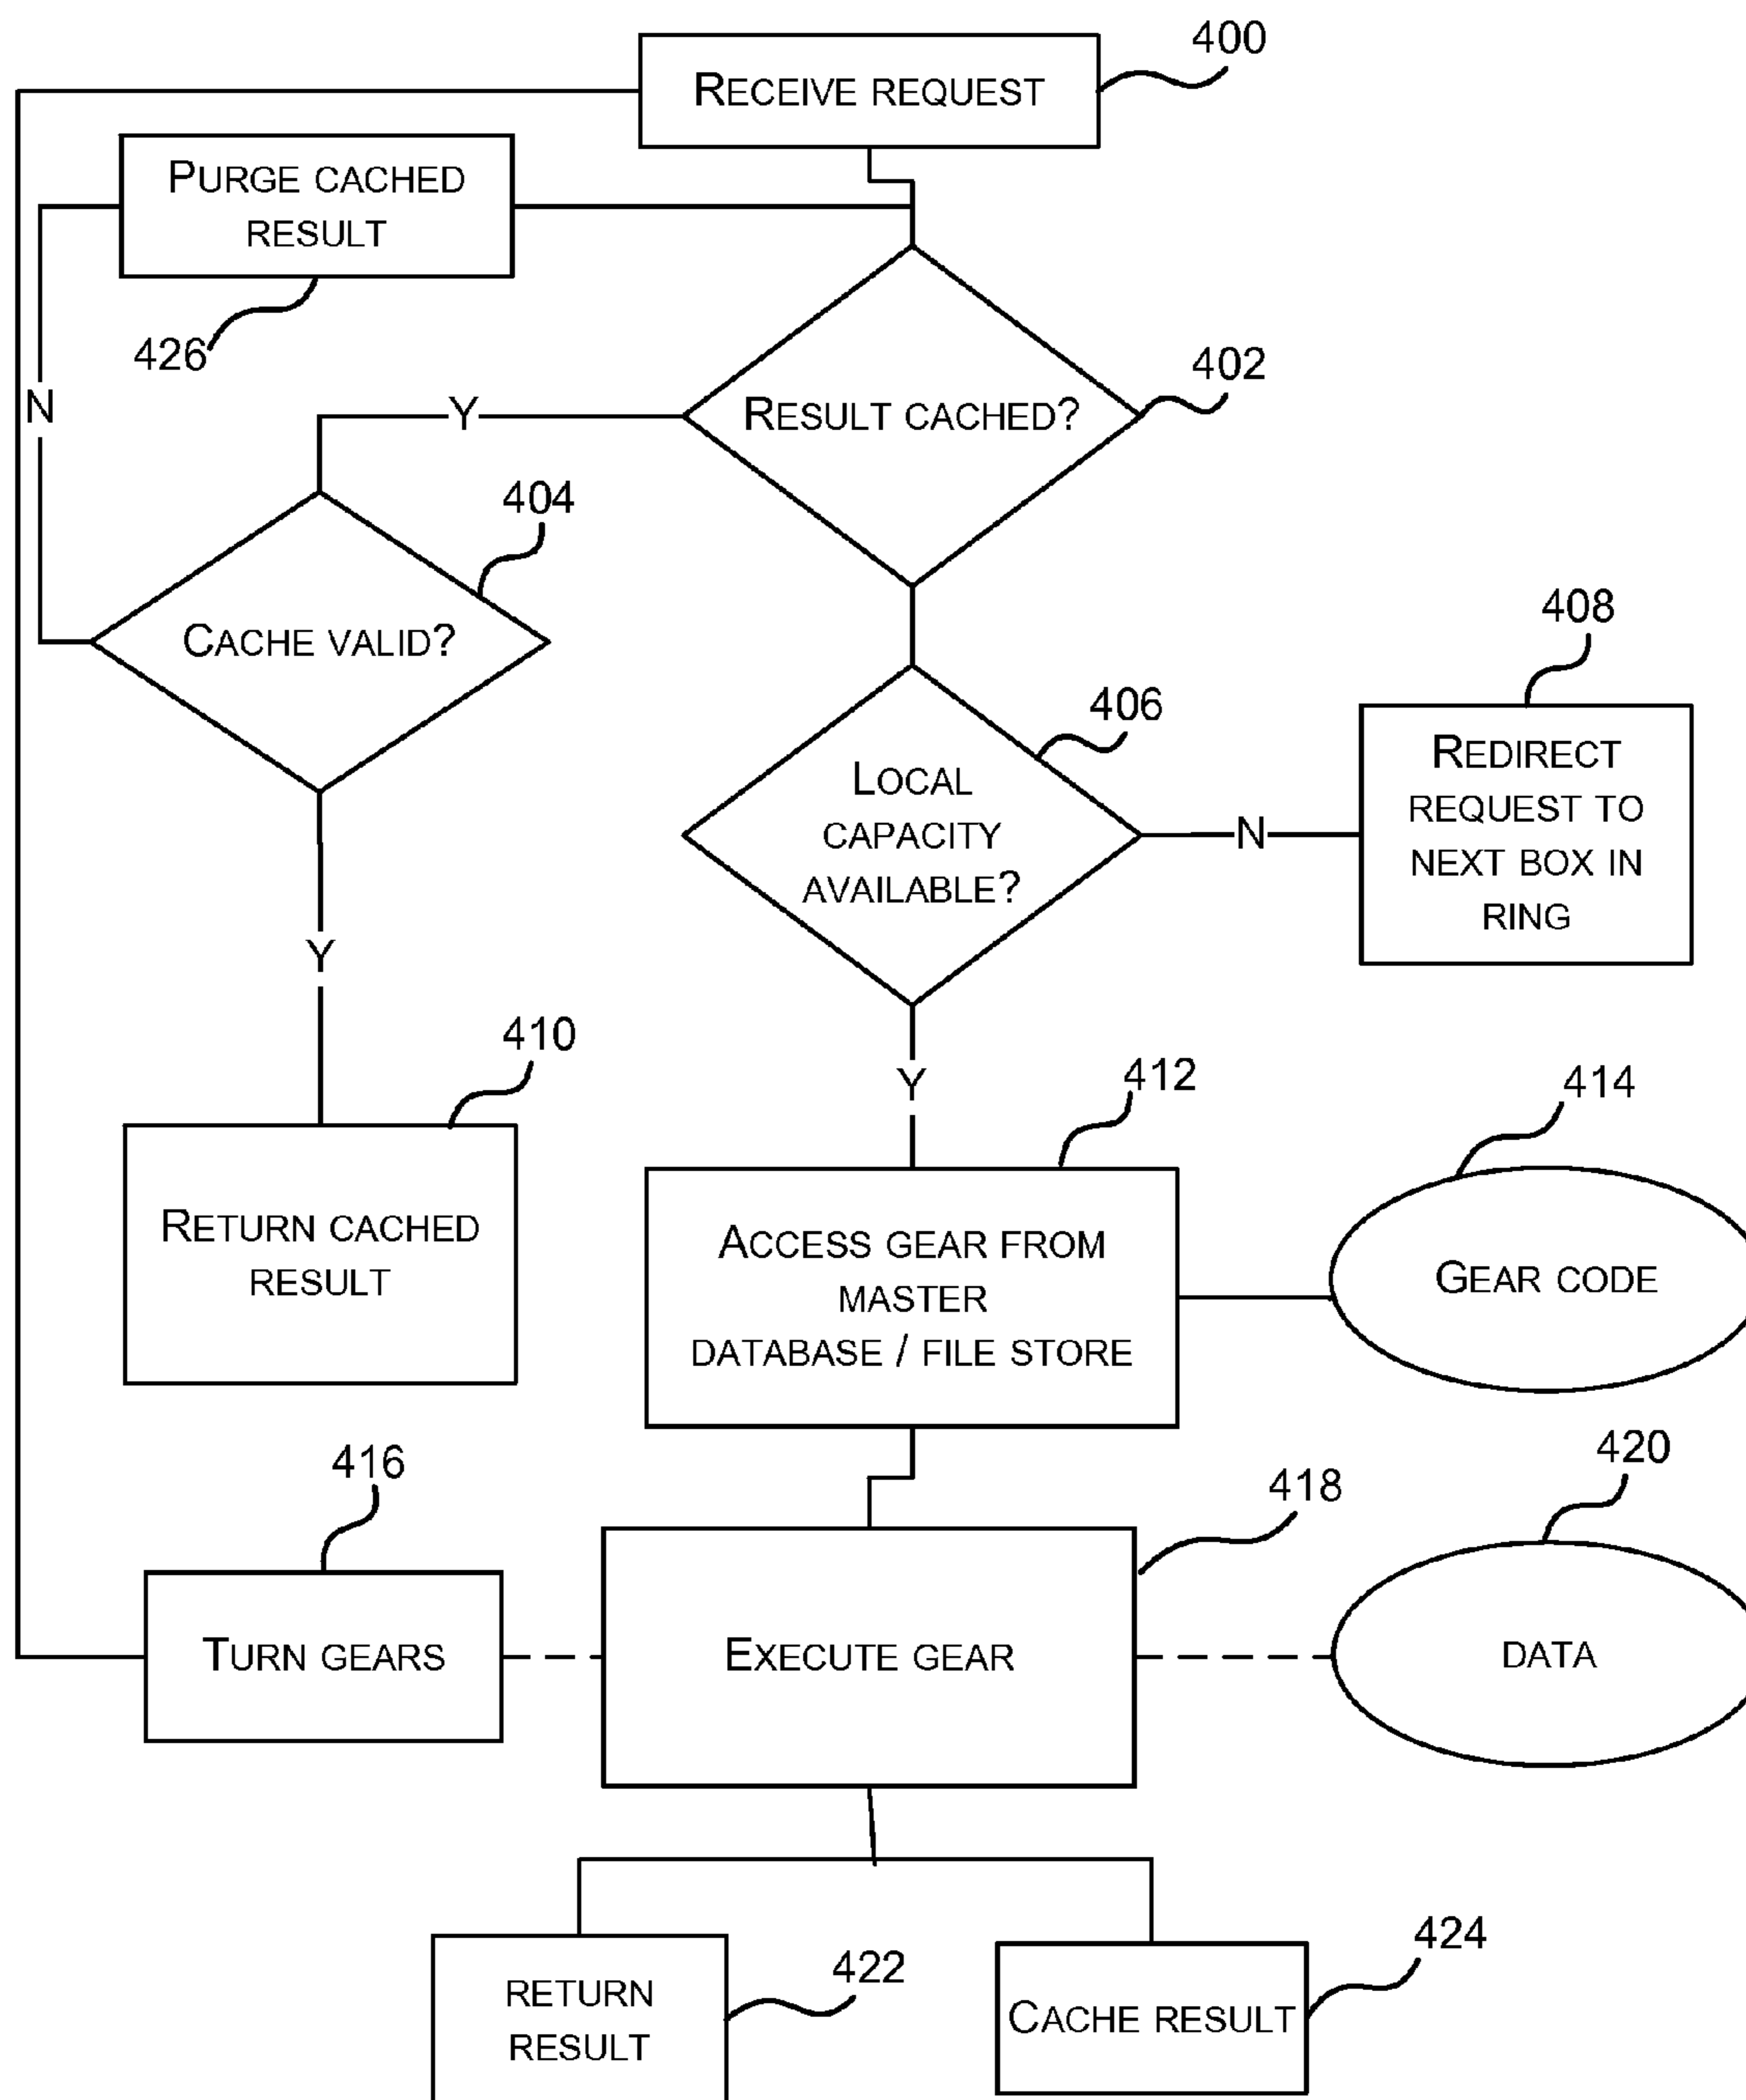 400
RECEIVE REQUEST
PURGE CACHED
RESULT
426
402
N
Y
RESULT CACHED?
404
CACHE VALID?
408
406
REDIRECT
REQUEST TO
NEXT BOX IN
RING
LOCAL
CAPACITY
AVAILABLE?
N
Y
410
Y
412
414
RETURN CACHED
RESULT
ACCESS GEAR FROM
MASTER
DATABASE / FILE STORE
GEAR CODE
416
418
420
TURN GEARS
EXECUTE GEAR
DATA
422
424
RETURN
RESULT
CACHE RESULT